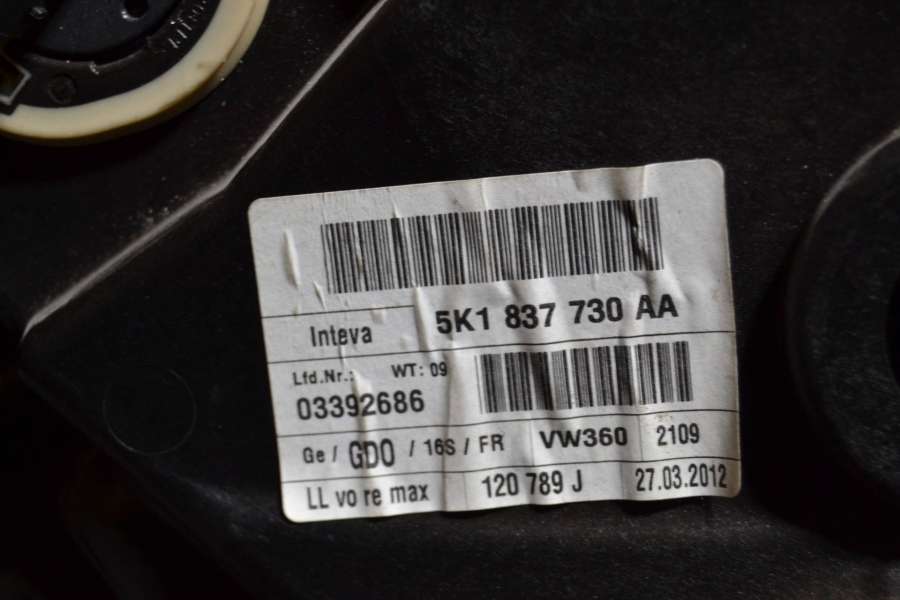 5K1 837 730 AA
Inteva
Lfd.Nr.: WT: 09
03392686
Ge / GDO / 16S / FR VW360 2109
LL vo re max 120 789 J 27.03.2012